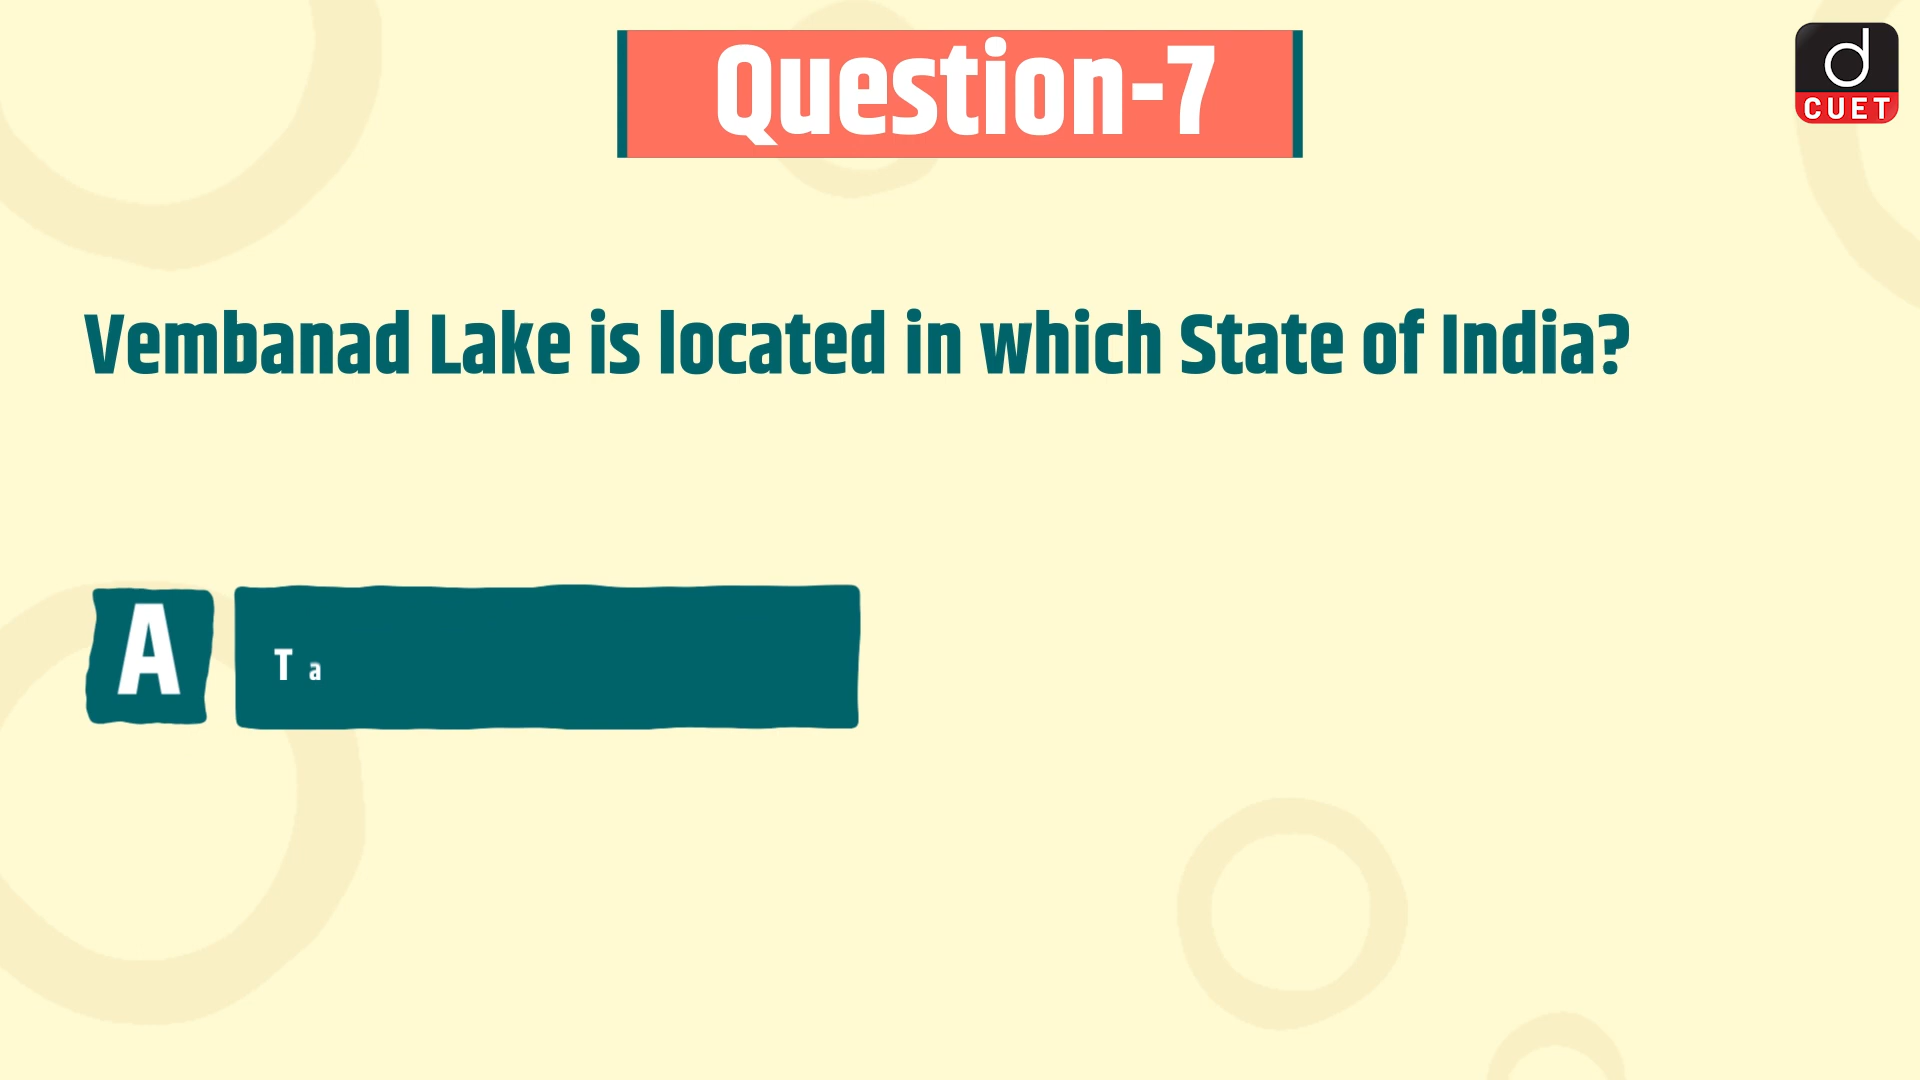 Question-7
d
CUET
Vembanad Lake is located in which State of India?
A
T a